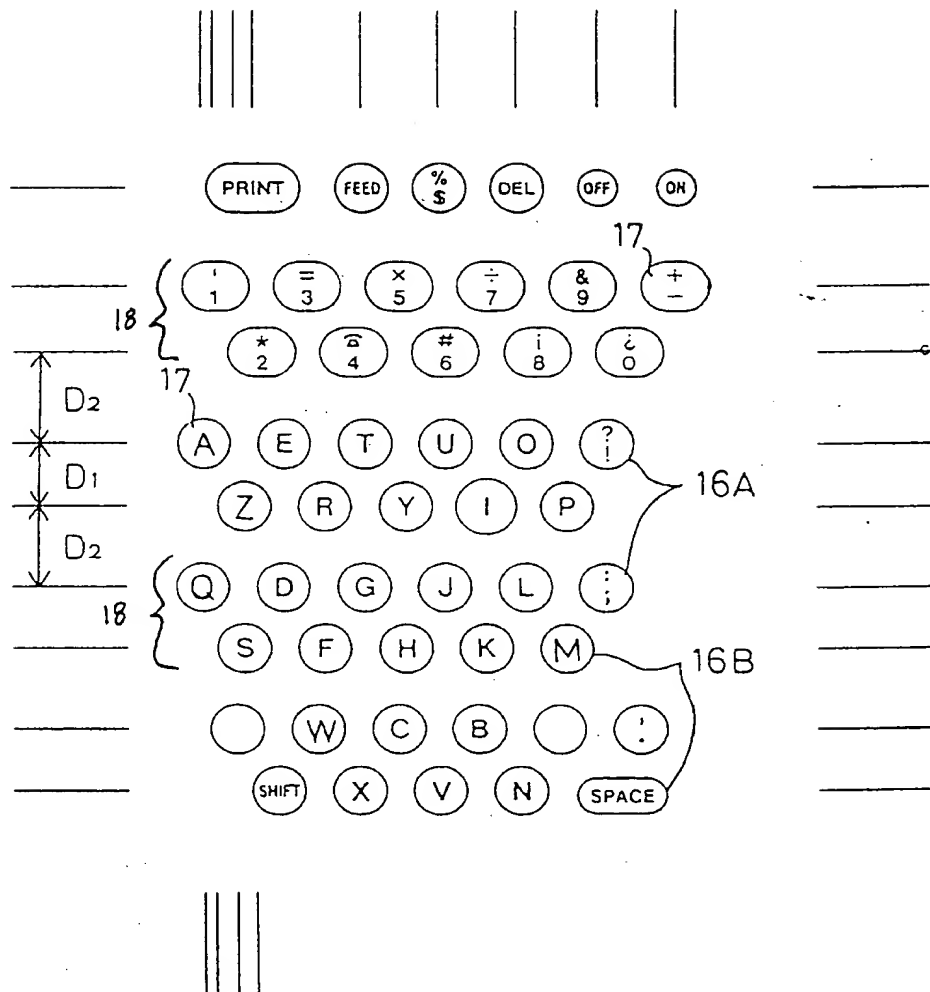 PRINT FEED % $ DEL OFF ON
17
' 1 = 3 × 5 ÷ 7 & 9 + −
18
* 2 ☎ 4 # 6 ¡ 8 ¿ 0
17
D2
A E T U O ? !
D1
16A
Z R Y I P
D2
Q D G J L : ;
18
S F H K M
16B
W C B ' .
SHIFT X V N SPACE